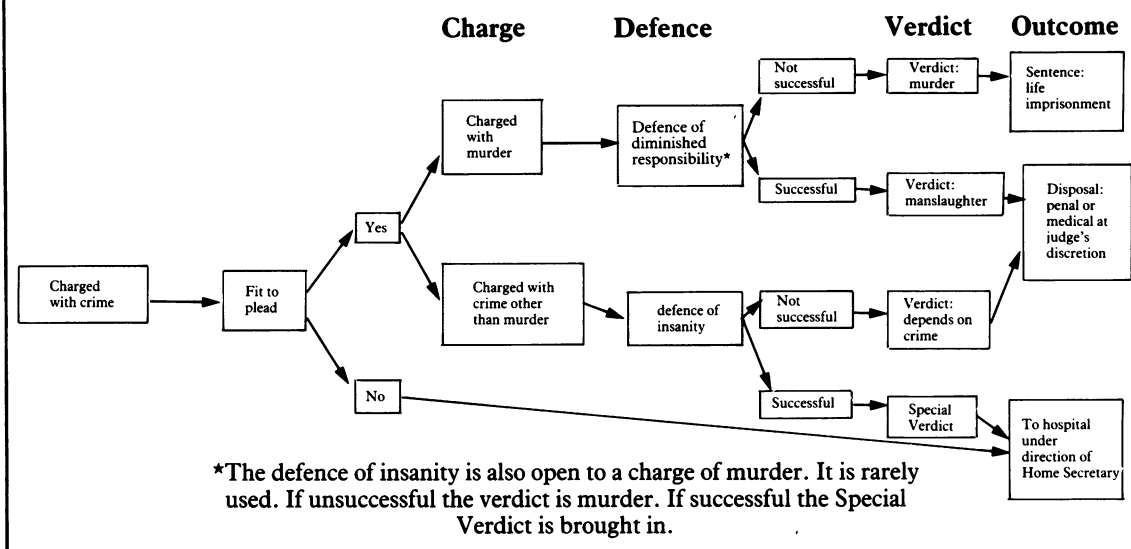 Charge
Defence
Verdict
Outcome
Charged
with crime
Fit to
plead
Yes
No
Charged
with
murder
Charged with
crime other
than murder
Defence of
diminished
responsibility*
defence of
insanity
Not
successful
Successful
Not
successful
Successful
Verdict:
murder
Verdict:
manslaughter
Verdict:
depends on
crime
Special
Verdict
Sentence:
life
imprisonment
Disposal:
penal or
medical at
judge's
discretion
To hospital
under
direction of
Home Secretary
*The defence of insanity is also open to a charge of murder. It is rarely
used. If unsuccessful the verdict is murder. If successful the Special
Verdict is brought in.